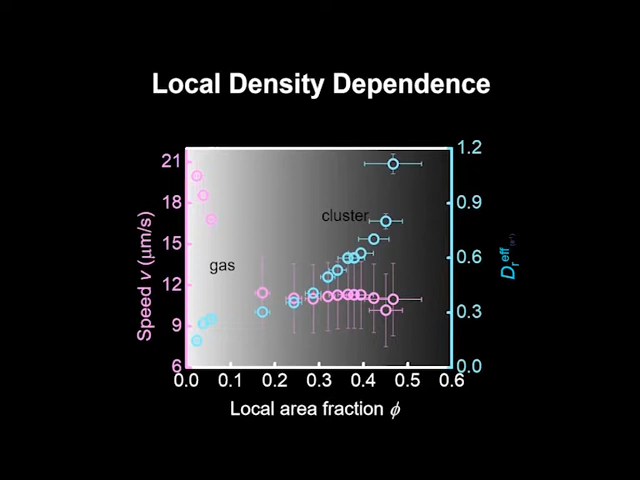 Local Density Dependence
21
18
15
12
9
6
Speed v (μm/s)
gas
cluster
1.2
0.9
0.6
0.3
0.0
D_r^eff
0.0 0.1 0.2 0.3 0.4 0.5 0.6
Local area fraction ϕ